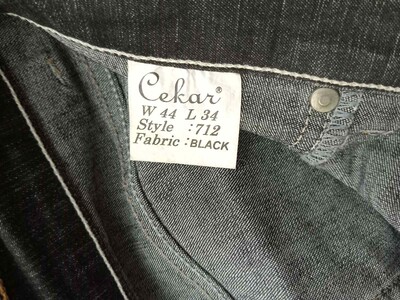 Cekar®
W 44 L 34
Style :712
Fabric:BLACK